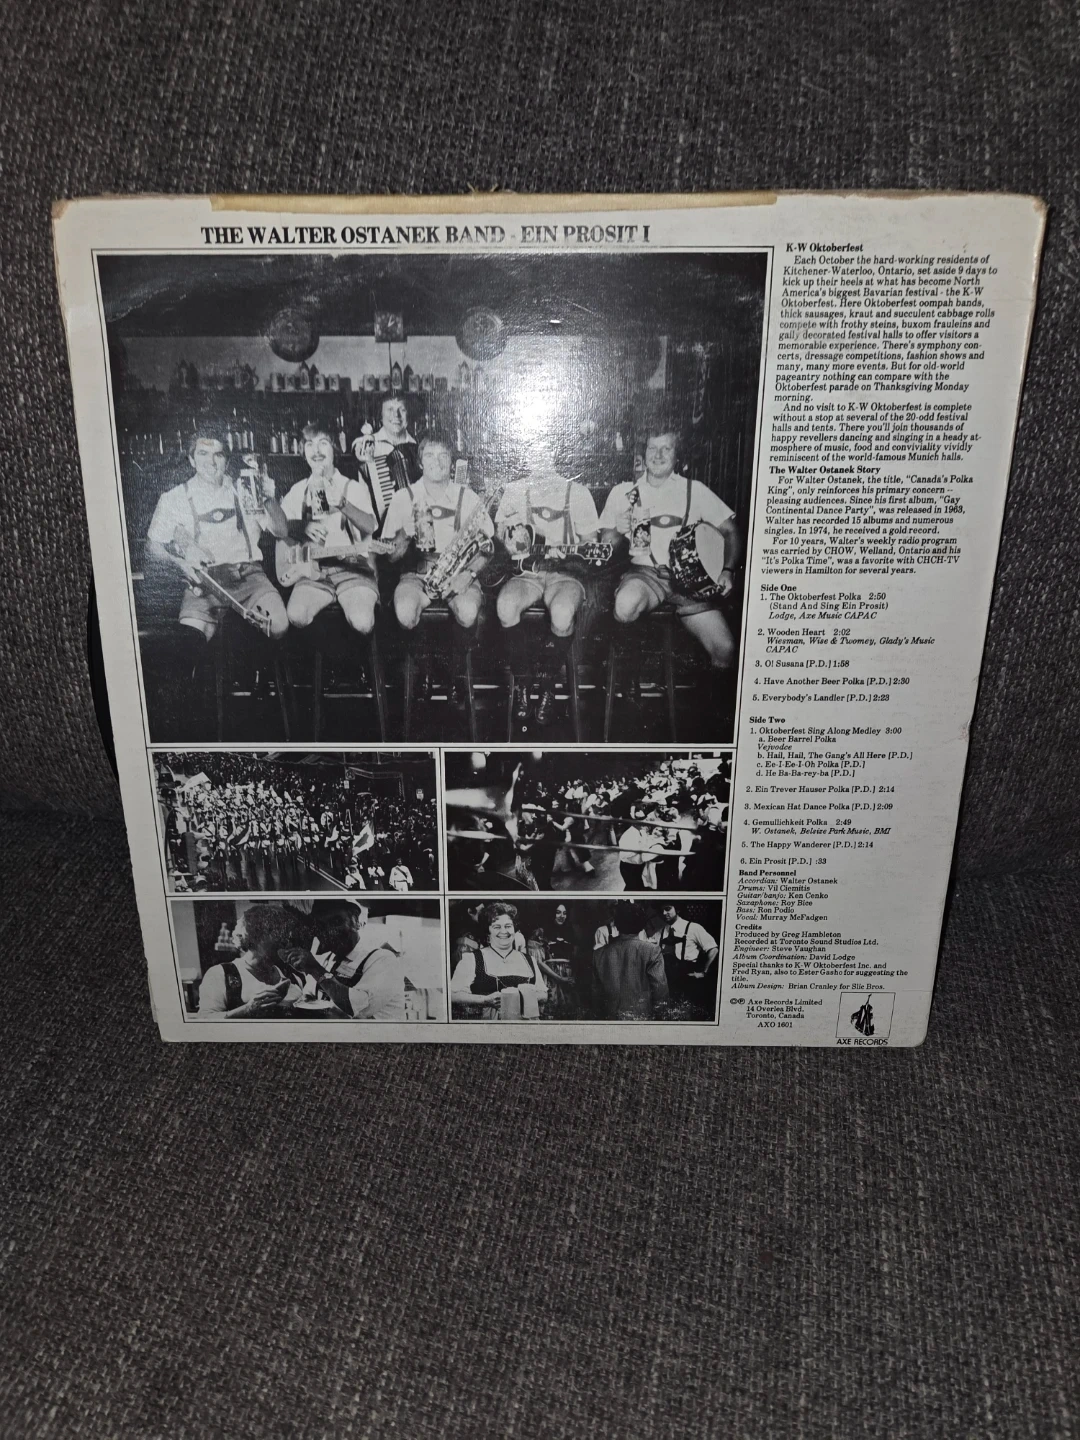 THE WALTER OSTANEK BAND - EIN PROSIT I
K-W Oktoberfest
Each October the hard-working residents of
Kitchener-Waterloo, Ontario, set aside 9 days to
kick up their heels at what has become North
America's biggest Bavarian festival - the K-W
Oktoberfest. Here Oktoberfest oompah bands,
thick sausages, kraut and succulent cabbage rolls
compete with frothy steins, buxom frauleins and
gaily decorated festival halls to offer visitors a
memorable experience. There's symphony con-
certs, dressage competitions, fashion shows and
many, many more events. But for old-world
pageantry nothing can compare with the
Oktoberfest parade on Thanksgiving Monday
morning.
And no visit to K-W Oktoberfest is complete
without a stop at several of the 20-odd festival
halls and tents. There you'll join thousands of
happy revellers dancing and singing in a heady at-
mosphere of music, food and conviviality vividly
reminiscent of the world-famous Munich halls.
The Walter Ostanek Story
For Walter Ostanek, the title, "Canada's Polka
King", only reinforces his primary concern –
pleasing audiences. Since his first album, "Gay
Continental Dance Party", was released in 1963,
Walter has recorded 15 albums and numerous
singles. In 1974, he received a gold record.
For 10 years, Walter's weekly radio program
was carried by CHOW, Welland, Ontario and his
"It's Polka Time", was a favorite with CHCH-TV
viewers in Hamilton for several years.
Side One
1. The Oktoberfest Polka 2:50
(Stand And Sing Ein Prosit)
Lodge, Axe Music CAPAC
2. Wooden Heart 2:02
Wiesman, Wise & Twomey, Glady's Music
CAPAC
3. O! Susana [P.D.] 1:58
4. Have Another Beer Polka [P.D.] 2:30
5. Everybody's Landler [P.D.] 2:23
Side Two
1. Oktoberfest Sing Along Medley 3:00
a. Beer Barrel Polka
Vejvodce
b. Hail, Hail, The Gang's All Here [P.D.]
c. Ee-I-Ee-I-Oh Polka [P.D.]
d. He Ba-Ba-rey-ba [P.D.]
2. Ein Trever Hauser Polka [P.D.] 2:14
3. Mexican Hat Dance Polka [P.D.] 2:09
4. Gemullichkeit Polka 2:49
W. Ostanek, Belsize Park Music, BMI
5. The Happy Wanderer [P.D.] 2:14
6. Ein Prosit [P.D.] :33
Band Personnel
Accordian: Walter Ostanek
Drums: Vil Clemitis
Guitar/banjo: Ken Cenko
Saxaphone: Roy Bice
Bass: Ron Podio
Vocal: Murray McFadgen
Credits
Produced by Greg Hambleton
Recorded at Toronto Sound Studios Ltd.
Engineer: Steve Vaughan
Album Coordination: David Lodge
Special thanks to K-W Oktoberfest Inc. and
Fred Ryan, also to Ester Gasho for suggesting the
title.
Album Design: Brian Cranley for Slic Bros.
©℗ Axe Records Limited
14 Overlea Blvd.
Toronto, Canada
AXO 1601
AXE RECORDS